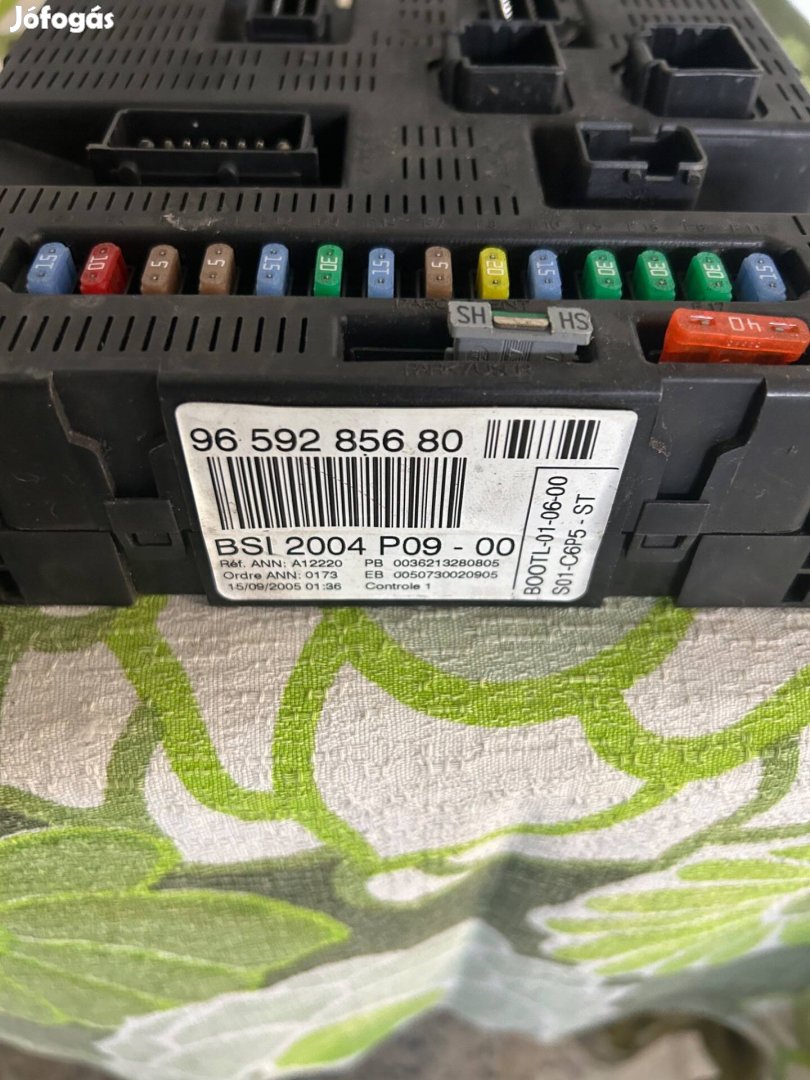 Jófogás
15 10 5 5 15 30 15 5 20 15 30 30 30 15
SH HS
40
96 592 856 80
BSI 2004 P09 - 00
Réf. ANN: A12220 PB 0036213280805
Ordre ANN: 0173 EB 0050730020905
15/09/2005 01:36 Controle 1
BOOTL-01-06-00
S01-C6P5 - ST